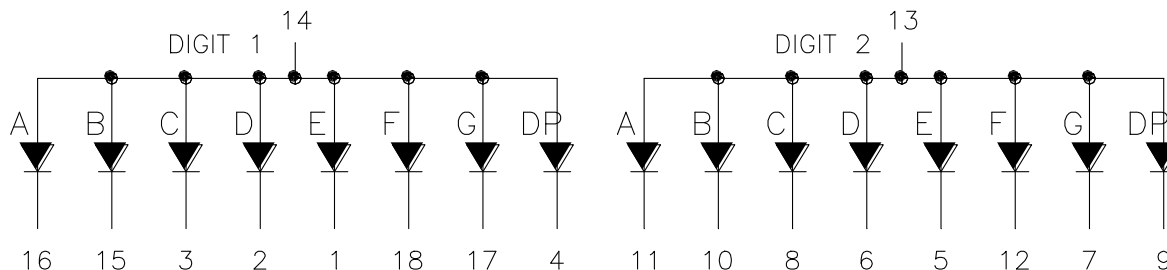 14 13
DIGIT 1 DIGIT 2
A B C D E F G DP A B C D E F G DP
16 15 3 2 1 18 17 4 11 10 8 6 5 12 7 9